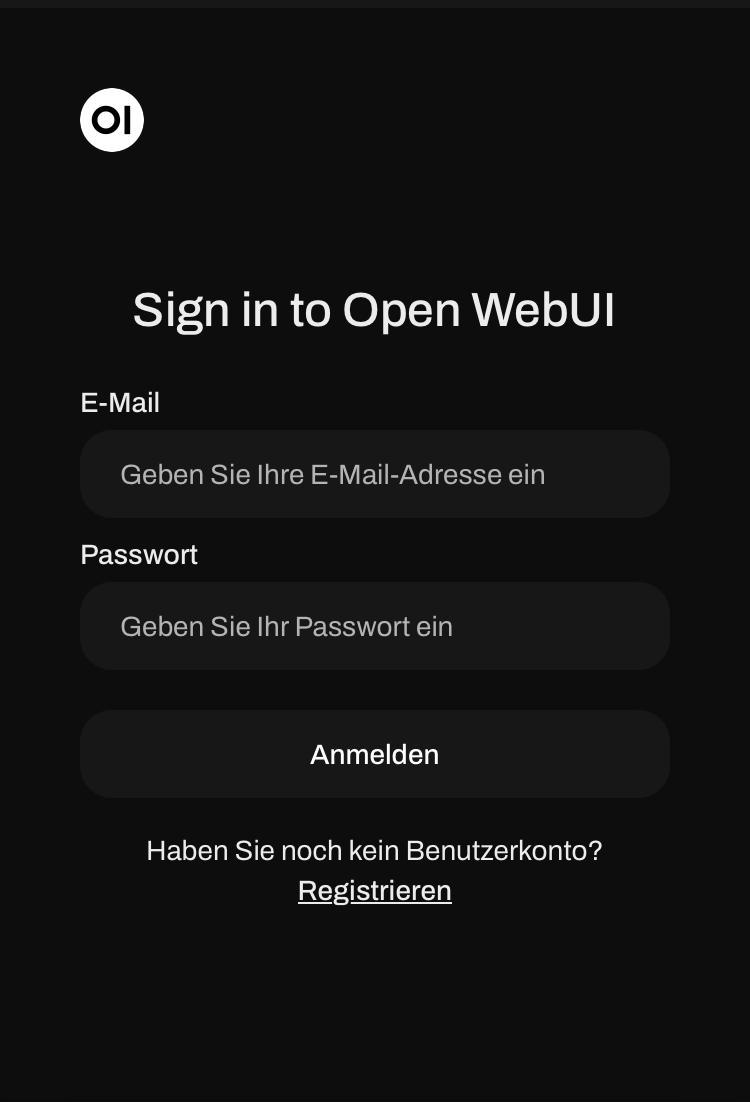 OI
Sign in to Open WebUI
E-Mail
Geben Sie Ihre E-Mail-Adresse ein
Passwort
Geben Sie Ihr Passwort ein
Anmelden
Haben Sie noch kein Benutzerkonto?
Registrieren